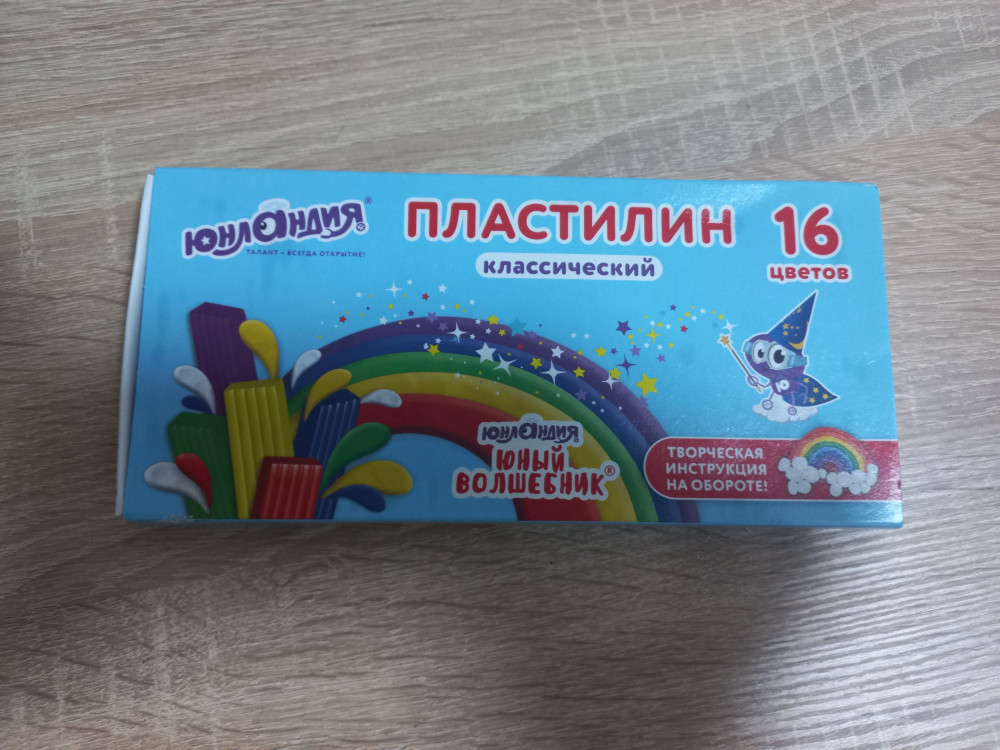 ЮНЛАНДИЯ®
ТАЛАНТ – ВСЕГДА ОТКРЫТИЕ!
ПЛАСТИЛИН
классический
16
цветов
Ю
ЮНЛАНДИЯ
ЮНЫЙ
ВОЛШЕБНИК®
ТВОРЧЕСКАЯ
ИНСТРУКЦИЯ
НА ОБОРОТЕ!